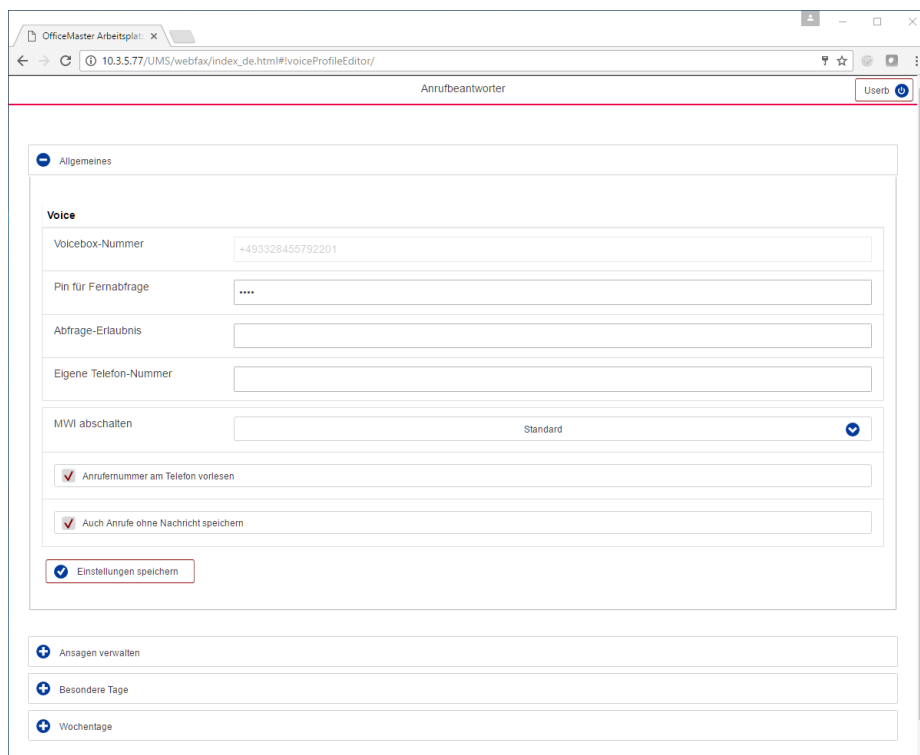 OfficeMaster Arbeitsplat
10.3.5.77/UMS/webfax/index_de.html#!voiceProfileEditor/
Anrufbeantworter
Userb
Allgemeines
Voice
Voicebox-Nummer
+493328455792201
Pin für Fernabfrage
••••
Abfrage-Erlaubnis
Eigene Telefon-Nummer
MWI abschalten
Standard
Anrufernummer am Telefon vorlesen
Auch Anrufe ohne Nachricht speichern
Einstellungen speichern
Ansagen verwalten
Besondere Tage
Wochentage